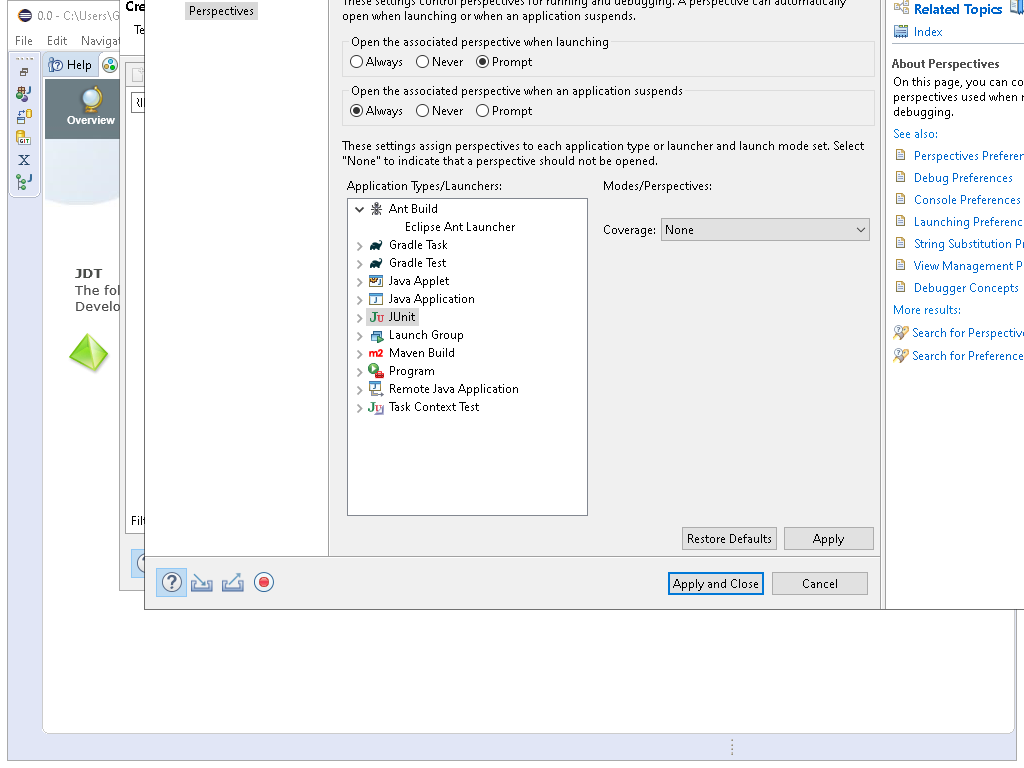 0.0 - C:\Users\G
File Edit Navigat
Help
Overview
JDT
The fol
Develo
Cre
Te
Filt
Perspectives
These settings control perspectives for running and debugging. A perspective can automatically
open when launching or when an application suspends.
Open the associated perspective when launching
Always Never Prompt
Open the associated perspective when an application suspends
Always Never Prompt
These settings assign perspectives to each application type or launcher and launch mode set. Select
"None" to indicate that a perspective should not be opened.
Application Types/Launchers:
Modes/Perspectives:
Ant Build
Eclipse Ant Launcher
Gradle Task
Gradle Test
Java Applet
Java Application
JUnit
Launch Group
Maven Build
Program
Remote Java Application
Task Context Test
Coverage: None
Restore Defaults Apply
Apply and Close Cancel
Related Topics
Index
About Perspectives
On this page, you can co
perspectives used when r
debugging.
See also:
Perspectives Preferen
Debug Preferences
Console Preferences
Launching Preferenc
String Substitution Pr
View Management P
Debugger Concepts
More results:
Search for Perspective
Search for Preference